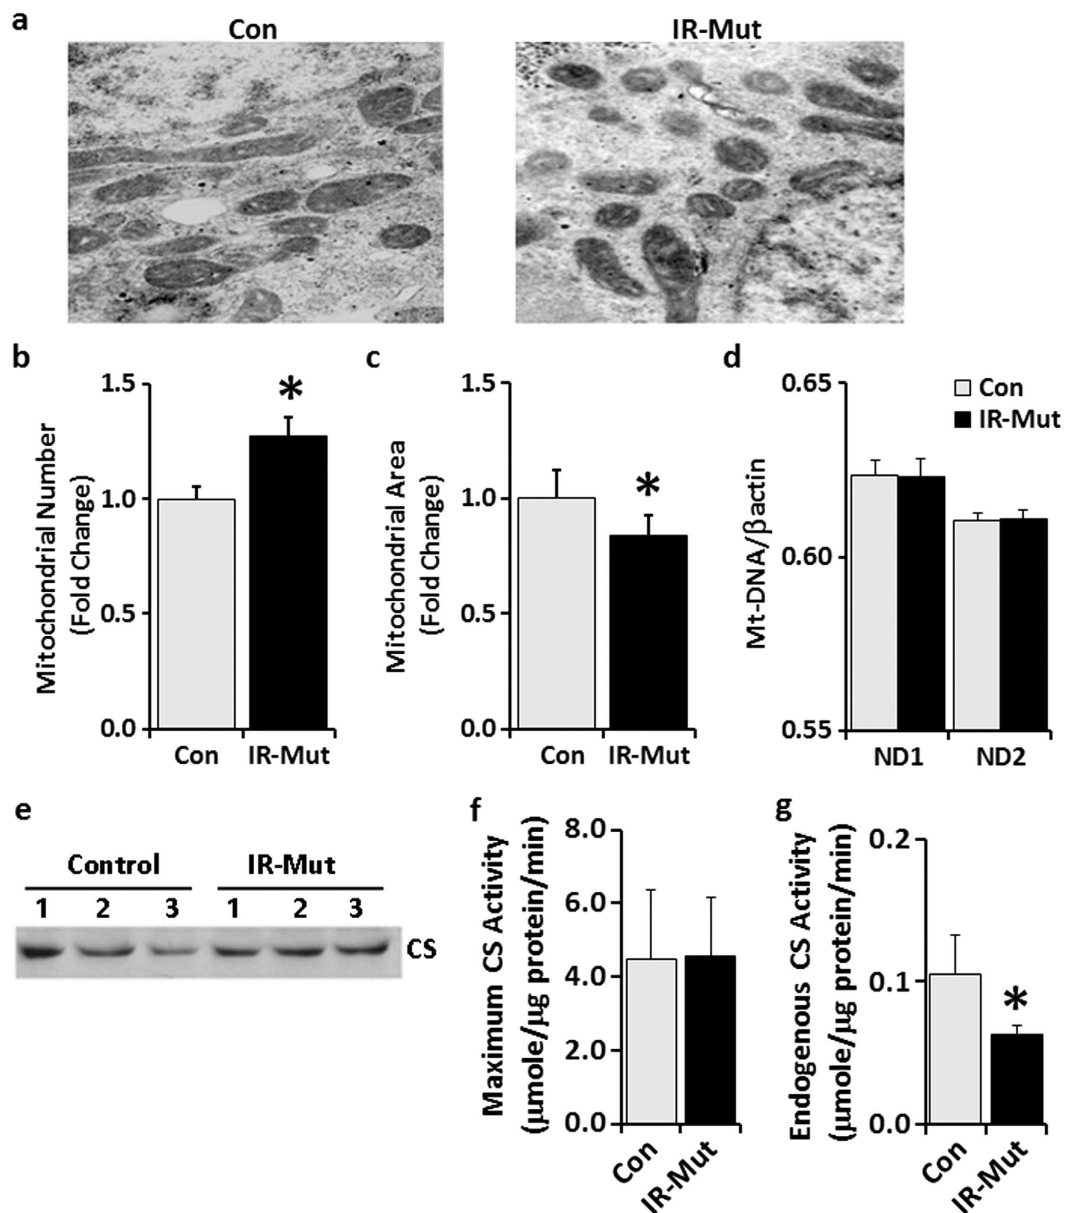 a
Con
IR-Mut
b
Mitochondrial Number
(Fold Change)
1.5
1.0
0.5
0.0
*
Con IR-Mut
c
Mitochondrial Area
(Fold Change)
1.5
1.0
0.5
0.0
*
Con IR-Mut
d
Mt-DNA/βactin
0.65
0.60
0.55
Con
IR-Mut
ND1 ND2
e
Control IR-Mut
1 2 3 1 2 3
CS
f
Maximum CS Activity
(µmole/µg protein/min)
8.0
6.0
4.0
2.0
0.0
Con
IR-Mut
g
Endogenous CS Activity
(µmole/µg protein/min)
0.2
0.1
0.0
*
Con
IR-Mut